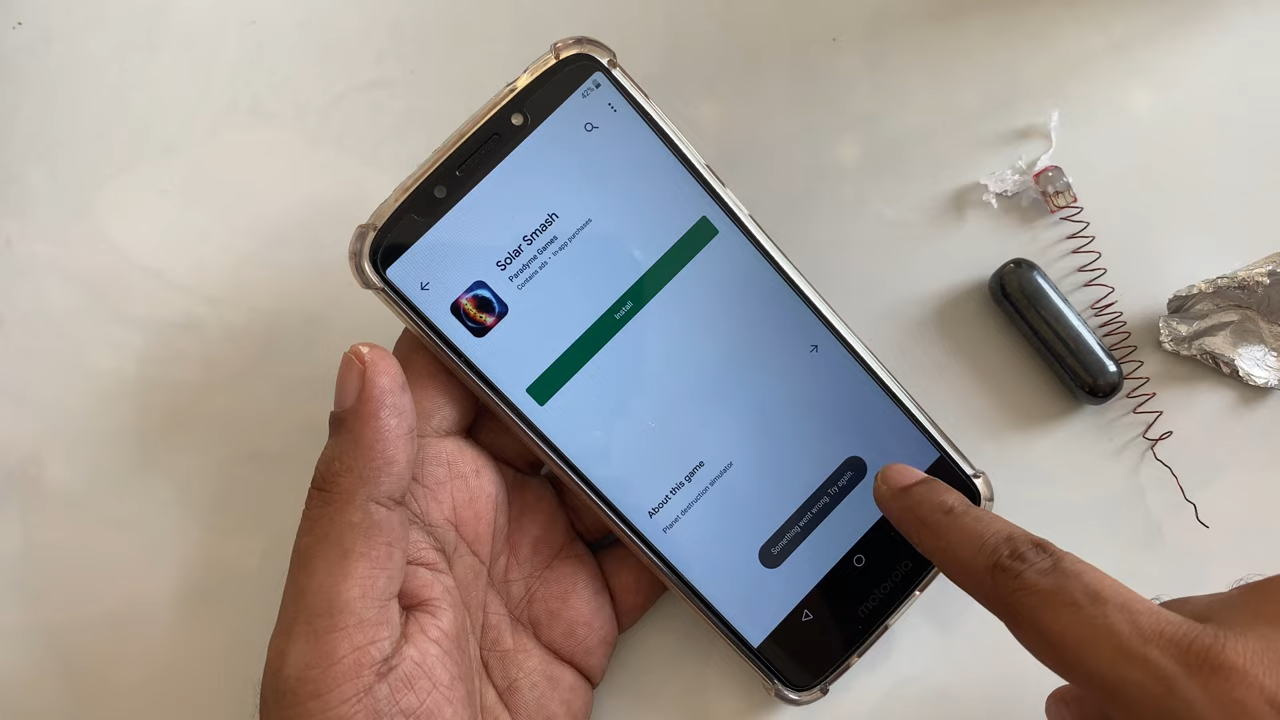 42%
Solar Smash
Paradyme Games
Contains ads • In-app purchases
Install
About this game
Planet destruction simulator
Something went wrong. Try again.
motorola